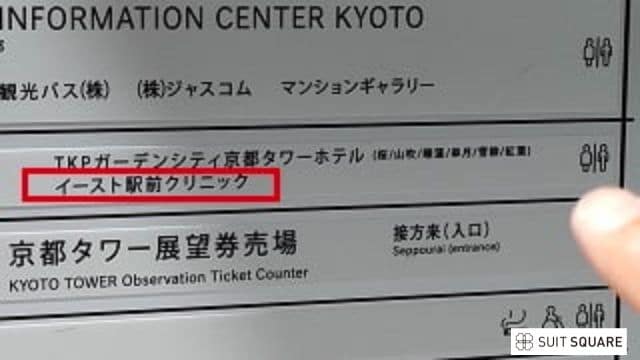 INFORMATION CENTER KYOTO
観光バス(株) (株)ジャスコム マンションギャラリー
TKPガーデンシティ京都タワーホテル (桜/山吹/睡蓮/皐月/雪柳/紅葉)
イースト駅前クリニック
京都タワー展望券売場
接方来(入口)
KYOTO TOWER Observation Ticket Counter
Seppourai (entrance)
SUIT SQUARE